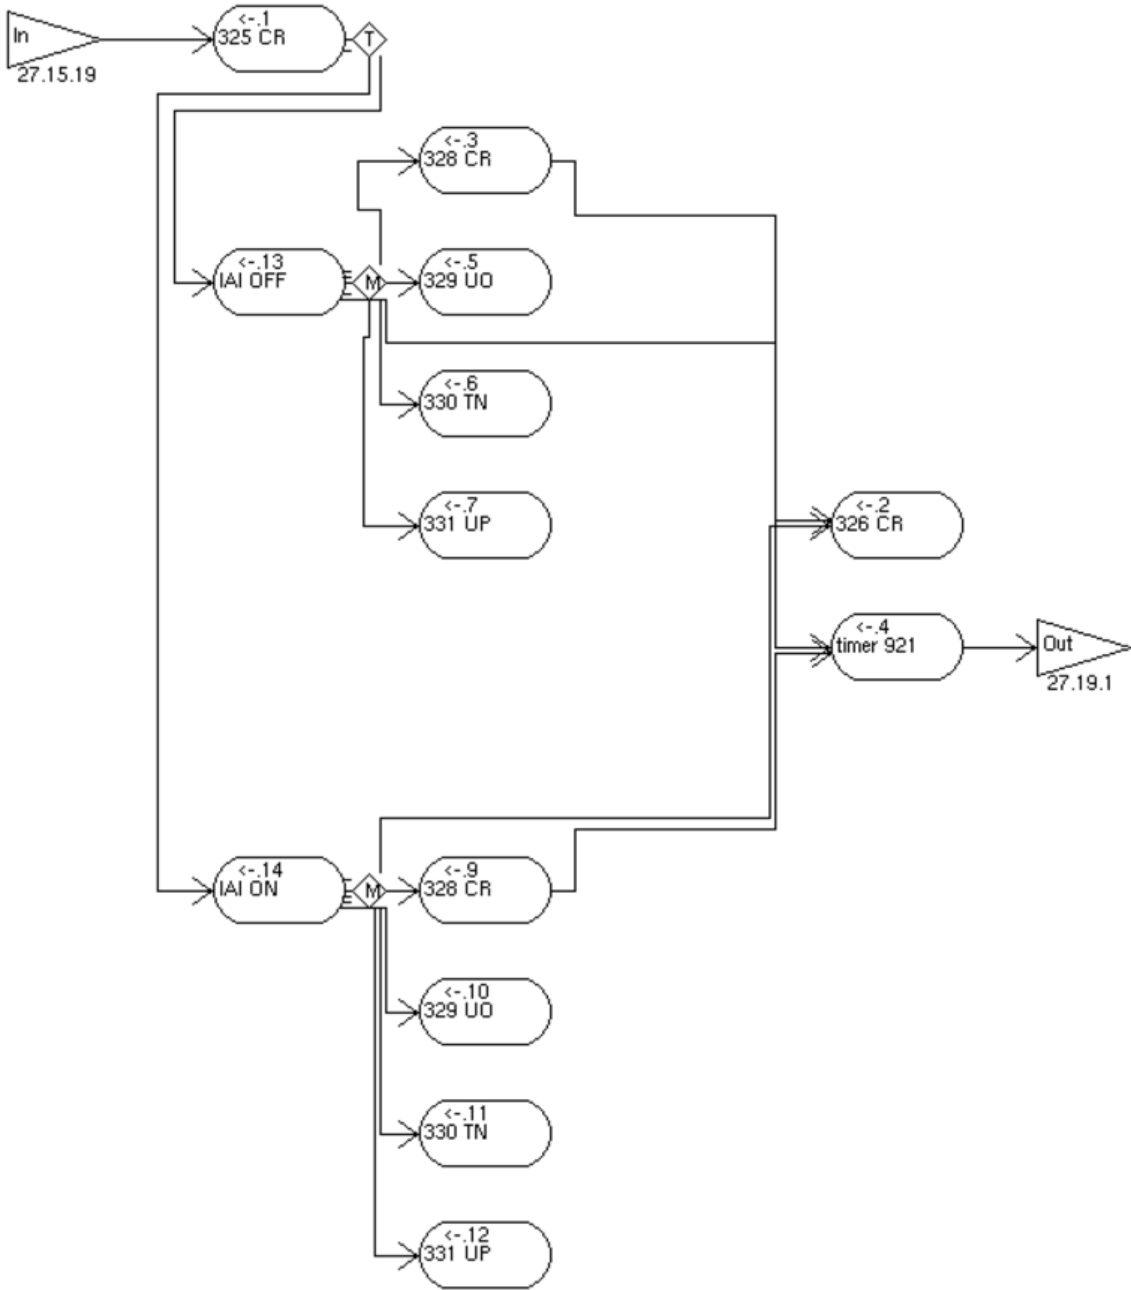 In
27.15.19
<-.1
325 CR
T
<-.3
328 CR
<-.13
IAI OFF
M
<-.5
329 UO
<-.6
330 TN
<-.7
331 UP
<-.2
326 CR
<-.4
timer 921
Out
27.19.1
<-.14
IAI ON
M
<-.9
328 CR
<-.10
329 UO
<-.11
330 TN
<-.12
331 UP